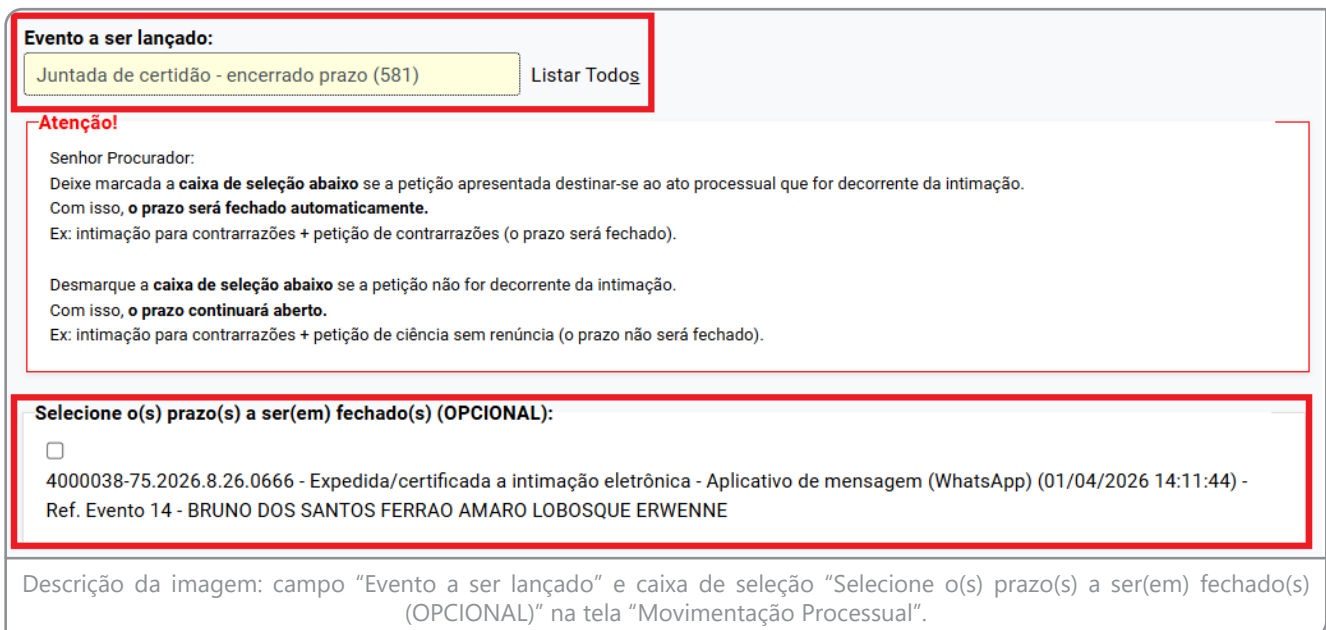 Evento a ser lançado:
Juntada de certidão - encerrado prazo (581) Listar Todos
Atenção!
Senhor Procurador:
Deixe marcada a caixa de seleção abaixo se a petição apresentada destinar-se ao ato processual que for decorrente da intimação.
Com isso, o prazo será fechado automaticamente.
Ex: intimação para contrarrazões + petição de contrarrazões (o prazo será fechado).
Desmarque a caixa de seleção abaixo se a petição não for decorrente da intimação.
Com isso, o prazo continuará aberto.
Ex: intimação para contrarrazões + petição de ciência sem renúncia (o prazo não será fechado).
Selecione o(s) prazo(s) a ser(em) fechado(s) (OPCIONAL):
4000038-75.2026.8.26.0666 - Expedida/certificada a intimação eletrônica - Aplicativo de mensagem (WhatsApp) (01/04/2026 14:11:44) -
Ref. Evento 14 - BRUNO DOS SANTOS FERRAO AMARO LOBOSQUE ERWENNE
Descrição da imagem: campo “Evento a ser lançado” e caixa de seleção “Selecione o(s) prazo(s) a ser(em) fechado(s)
(OPCIONAL)” na tela “Movimentação Processual”.